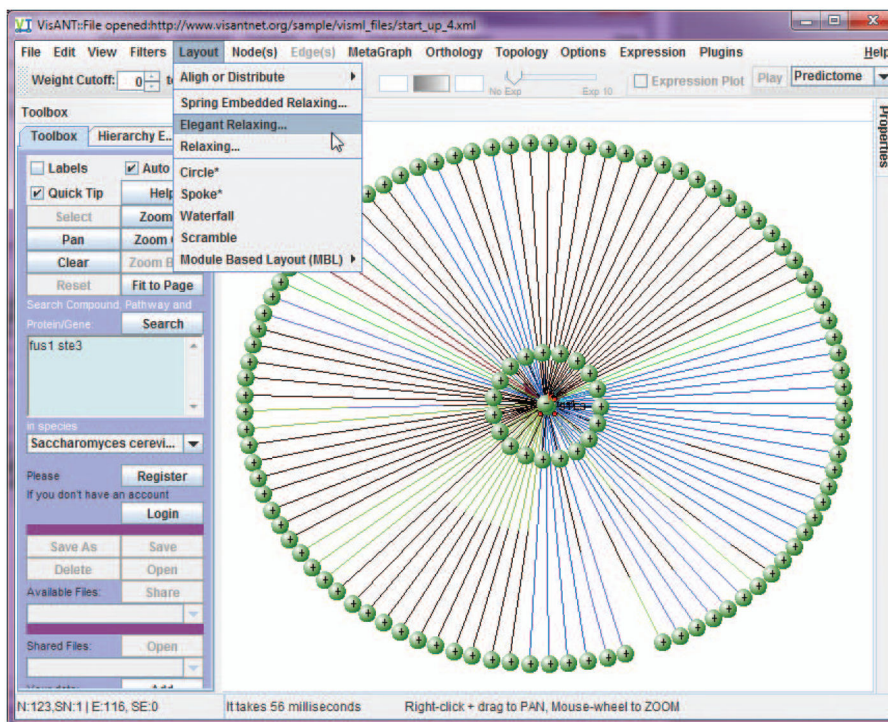 VisANT::File opened:http://www.visantnet.org/sample/visml_files/start_up_4.xml
File Edit View Filters Layout Node(s) Edge(s) MetaGraph Orthology Topology Options Expression Plugins Help
Weight Cutoff: 0 to No Exp Exp 10 Expression Plot Play Predictome
Aligh or Distribute
Spring Embedded Relaxing...
Elegant Relaxing...
Relaxing...
Circle*
Spoke*
Waterfall
Scramble
Module Based Layout (MBL)
Toolbox
Toolbox Hierarchy E...
Labels Auto
Quick Tip Help
Select Zoom
Pan Zoom
Clear Zoom B
Reset Fit to Page
Search Compound, Pathway and
Protein/Gene: Search
fus1 ste3
in species
Saccharomyces cerevi...
Please Register
If you don't have an account
Login
Save As Save
Delete Open
Available Files: Share
Shared Files: Open
Add
Properties
N:123,SN:1 | E:116, SE:0 It takes 56 milliseconds Right-click + drag to PAN, Mouse-wheel to ZOOM